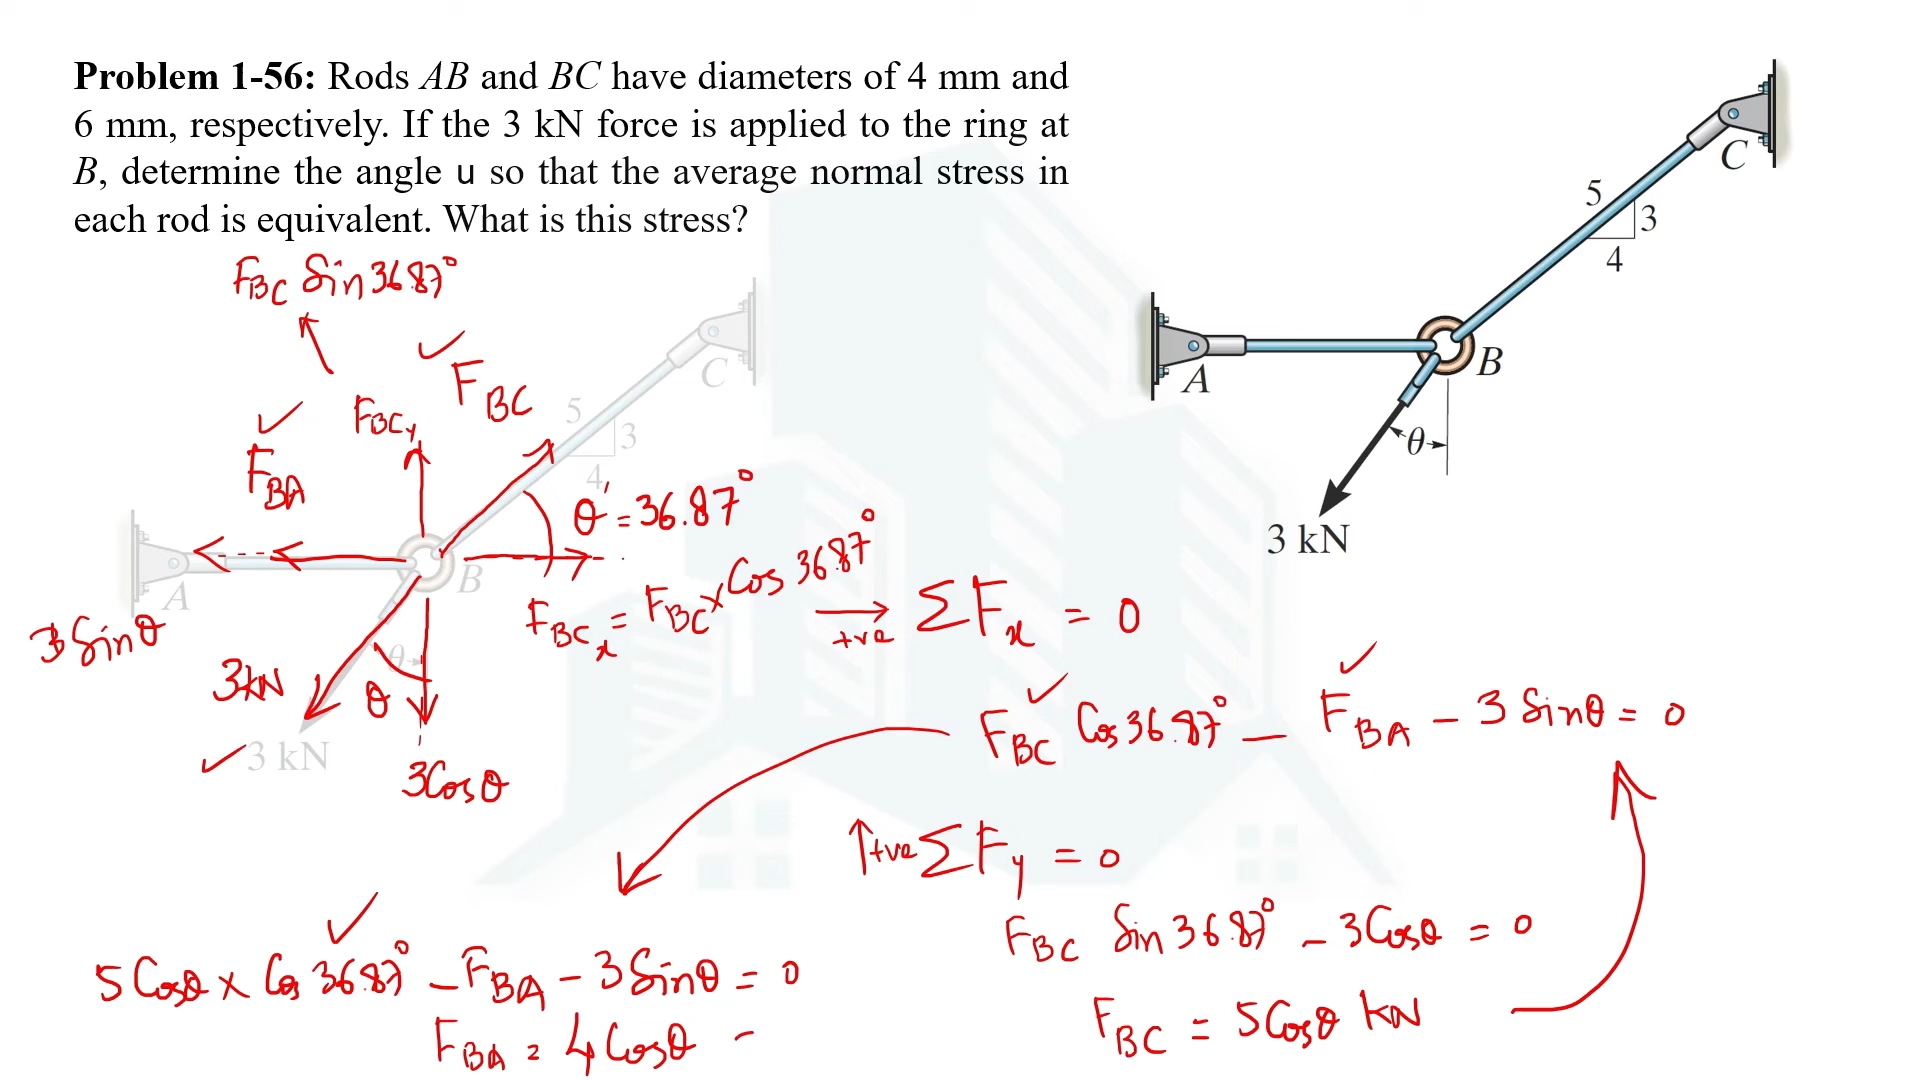 Problem 1-56: Rods AB and BC have diameters of 4 mm and
6 mm, respectively. If the 3 kN force is applied to the ring at
B, determine the angle u so that the average normal stress in
each rod is equivalent. What is this stress?
C
5
3
4
B
A
θ
3 kN
F_BC Sin 36.87°
F_BC
F_BCy
F_BA
C
5
3
4
θ' = 36.87°
A
B
F_BCx = F_BC × Cos 36.87°
3 Sinθ
3kN
θ
θ
3 kN
3Cosθ
+ve ΣF_x = 0
F_BC Cos 36.87° - F_BA - 3 Sinθ = 0
↑+ve ΣF_y = 0
F_BC Sin 36.87° - 3Cosθ = 0
F_BC = 5Cosθ KN
5 Cosθ × Cos 36.87° - F_BA - 3 Sinθ = 0
F_BA = 4 Cosθ -